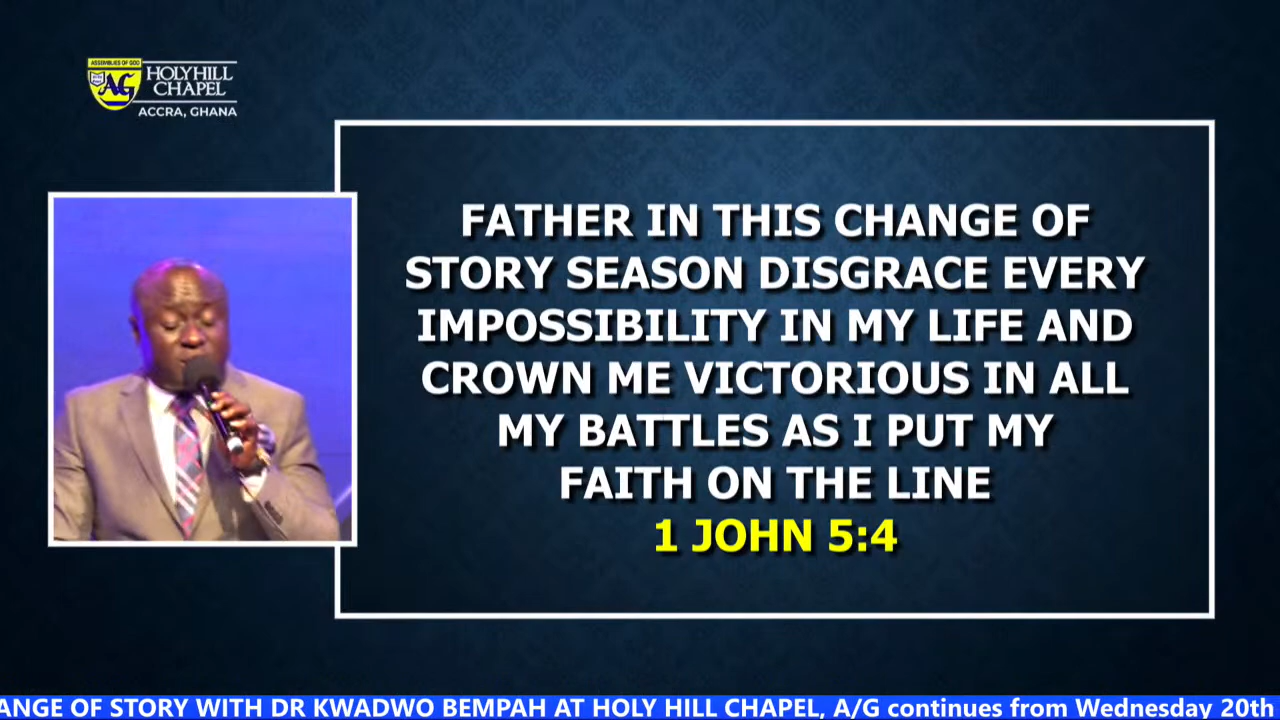 ASSEMBLIES OF GOD
AG
HOLYHILL
CHAPEL
ACCRA, GHANA
FATHER IN THIS CHANGE OF
STORY SEASON DISGRACE EVERY
IMPOSSIBILITY IN MY LIFE AND
CROWN ME VICTORIOUS IN ALL
MY BATTLES AS I PUT MY
FAITH ON THE LINE
1 JOHN 5:4
ANGE OF STORY WITH DR KWADWO BEMPAH AT HOLY HILL CHAPEL, A/G continues from Wednesday 20th